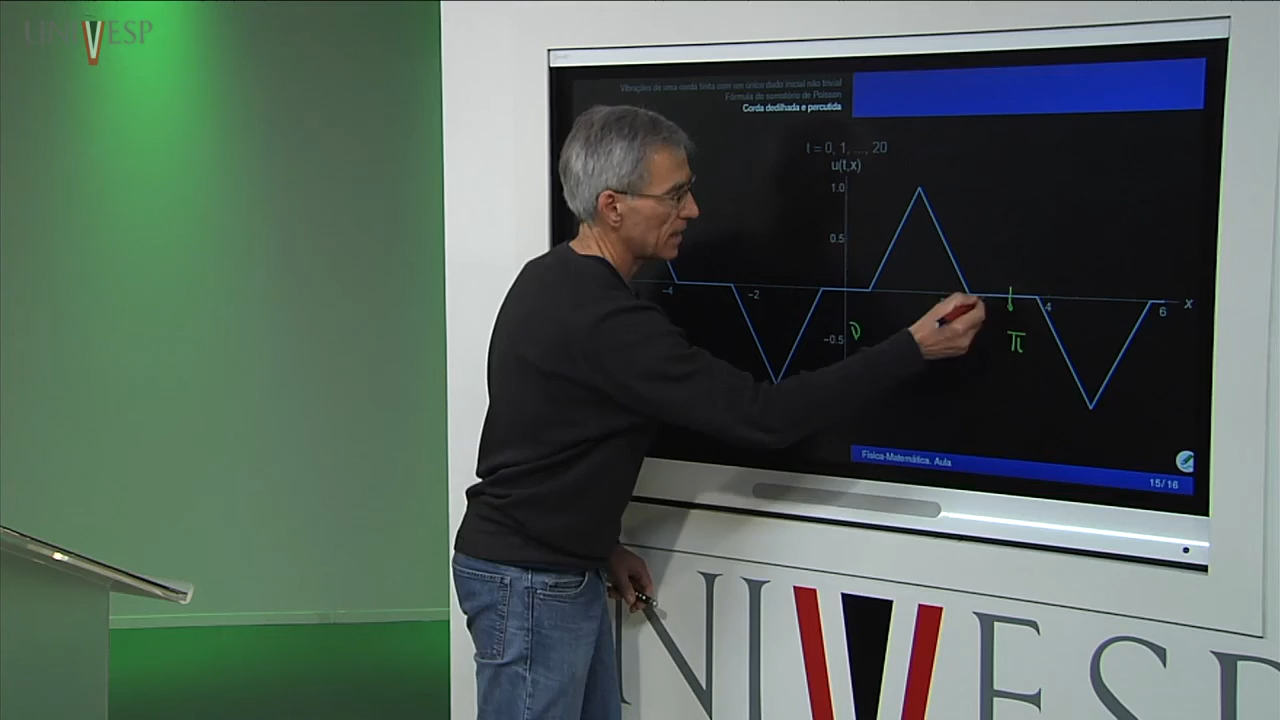 UNIVESP
Vibrações de uma corda finita com um único dado inicial não trivial
Fórmula do somatório de Poisson
Corda dedilhada e percutida
t = 0, 1, ..., 20
u(t,x)
1.0
0.5
-4
-2
4
6
x
-0.5
π
Física-Matemática. Aula
15/16
UNIVESP